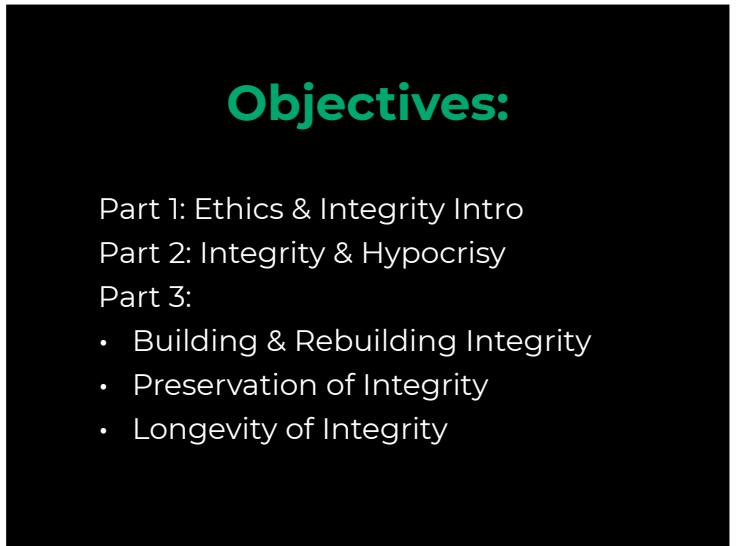 Objectives:
Part 1: Ethics & Integrity Intro
Part 2: Integrity & Hypocrisy
Part 3:
• Building & Rebuilding Integrity
• Preservation of Integrity
• Longevity of Integrity